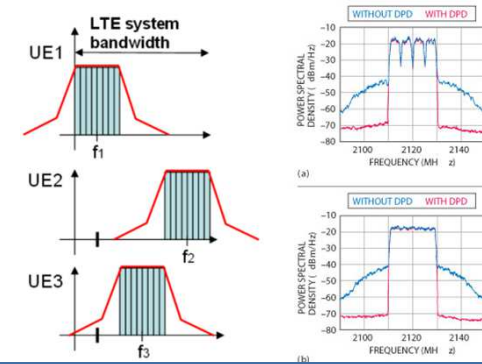 LTE system
bandwidth
UE1
f1
UE2
f2
UE3
f3
WITHOUT DPD WITH DPD
POWER SPECTRAL
DENSITY ( dBm/Hz)
−10
−20
−30
−40
−50
−60
−70
−80
2100 2120 2140
FREQUENCY (MH z)
(a)
WITHOUT DPD WITH DPD
POWER SPECTRAL
DENSITY ( dBm/Hz)
−10
−20
−30
−40
−50
−60
−70
−80
2100 2120 2140
FREQUENCY (MH z)
(b)